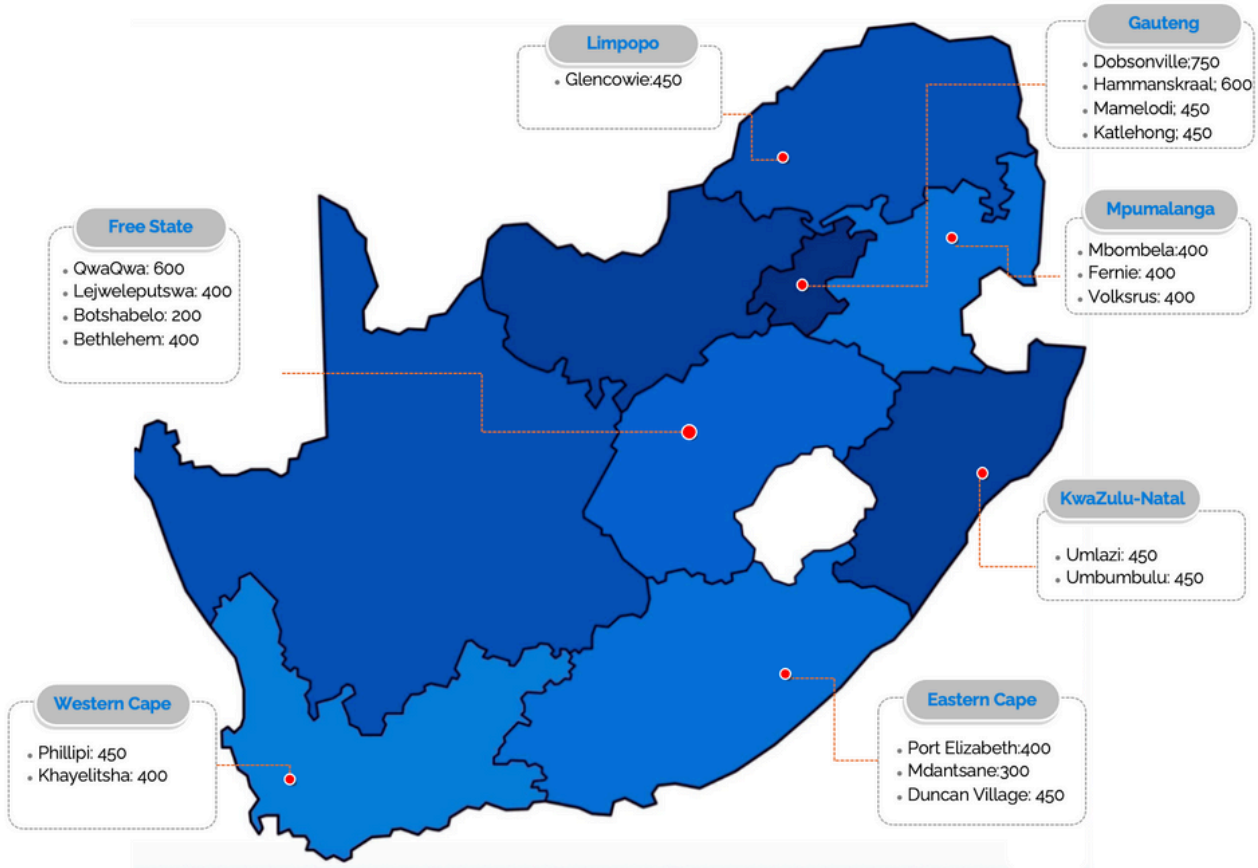 Limpopo
Glencowie:450
Gauteng
Dobsonville;750
Hammanskraal; 600
Mamelodi; 450
Katlehong; 450
Free State
QwaQwa: 600
Lejweleputswa: 400
Botshabelo: 200
Bethlehem: 400
Mpumalanga
Mbombela:400
Fernie: 400
Volksrus: 400
KwaZulu-Natal
Umlazi: 450
Umbumbulu: 450
Western Cape
Phillipi: 450
Khayelitsha: 400
Eastern Cape
Port Elizabeth:400
Mdantsane:300
Duncan Village: 450